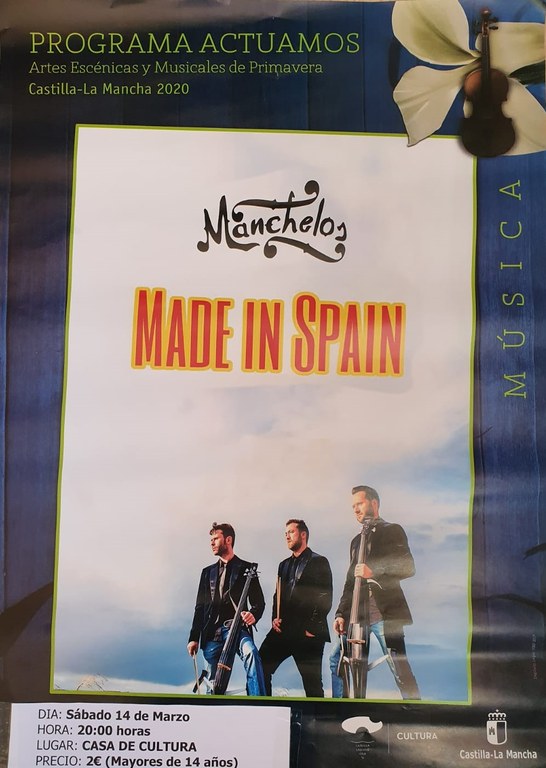 PROGRAMA ACTUAMOS
Artes Escénicas y Musicales de Primavera
Castilla-La Mancha 2020
MÚSICA
Manchelos
MADE IN SPAIN
DIA: Sábado 14 de Marzo
HORA: 20:00 horas
LUGAR: CASA DE CULTURA
PRECIO: 2€ (Mayores de 14 años)
CULTURA
Castilla-La Mancha